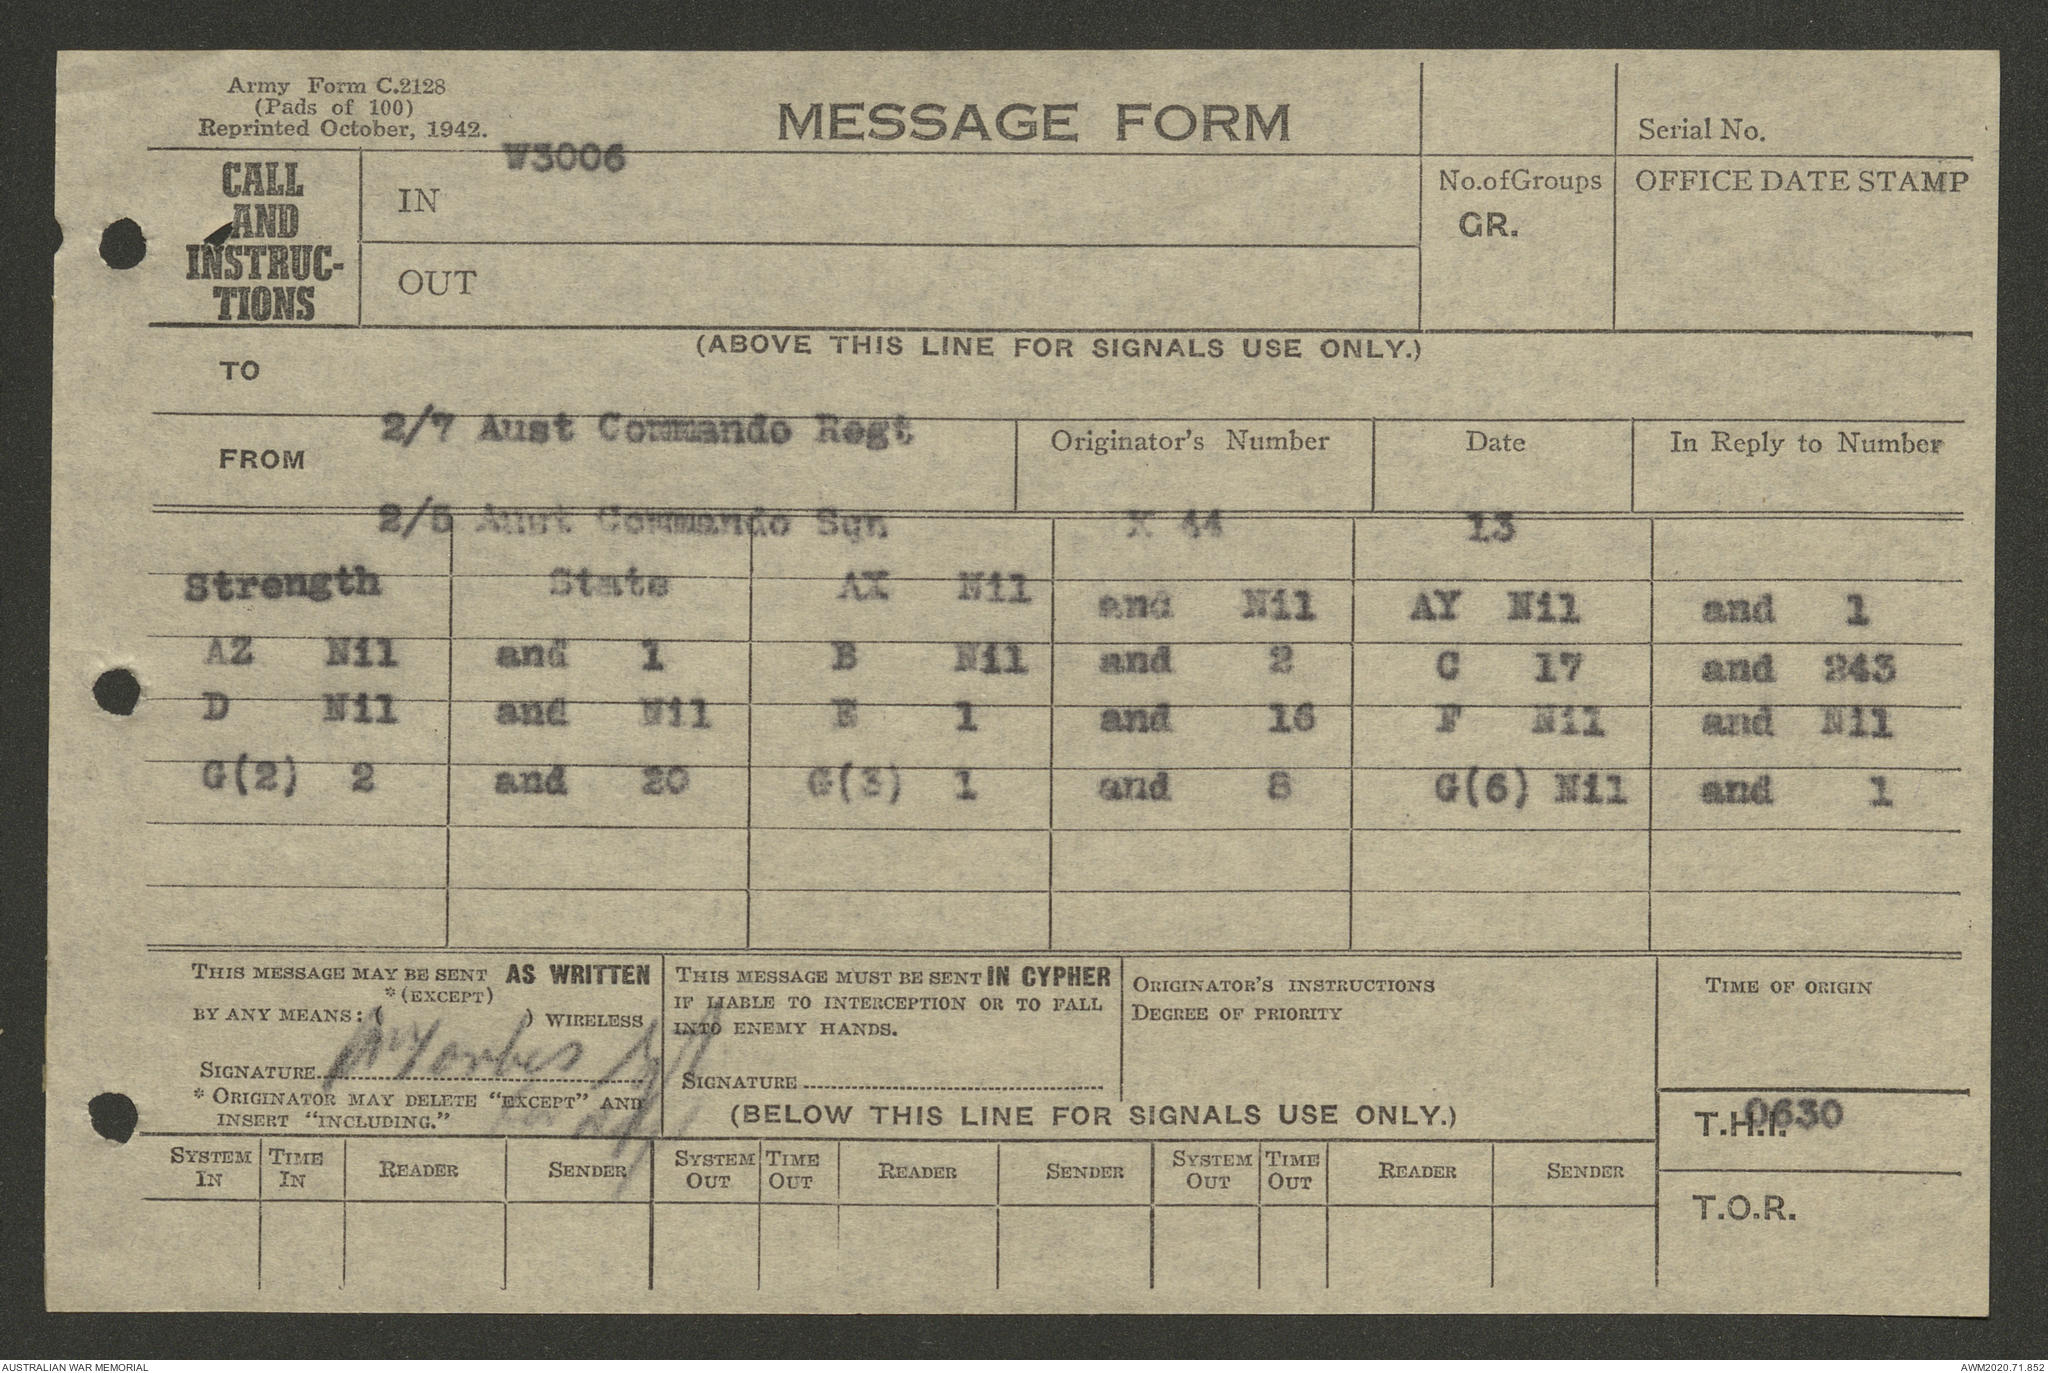 Army Form C.2128
(Pads of 100)
Reprinted October, 1942.
MESSAGE FORM
Serial No.
W3006
CALL
AND
INSTRUC-
TIONS
IN
OUT
No. of Groups
GR.
OFFICE DATE STAMP
(ABOVE THIS LINE FOR SIGNALS USE ONLY.)
TO
2/7 Aust Commando Regt
FROM
Originator's Number
Date
In Reply to Number
2/5 Aust Commando Sqn X 44 13
Strength State AX Nil and Nil AY Nil and 1
AZ Nil and 1 B Nil and 2 C 17 and 243
D Nil and Nil E 1 and 16 F Nil and Nil
G(2) 2 and 20 G(3) 1 and 8 G(6) Nil and 1
THIS MESSAGE MAY BE SENT AS WRITTEN
*(EXCEPT)
BY ANY MEANS: ( ) WIRELESS
SIGNATURE
* ORIGINATOR MAY DELETE "EXCEPT" AND
INSERT "INCLUDING."
THIS MESSAGE MUST BE SENT IN CYPHER
IF LIABLE TO INTERCEPTION OR TO FALL
INTO ENEMY HANDS.
SIGNATURE
ORIGINATOR'S INSTRUCTIONS
DEGREE OF PRIORITY
TIME OF ORIGIN
(BELOW THIS LINE FOR SIGNALS USE ONLY.)
0630
T.H.I.
SYSTEM IN TIME IN READER SENDER SYSTEM OUT TIME OUT READER SENDER SYSTEM OUT TIME OUT READER SENDER
T.O.R.
AUSTRALIAN WAR MEMORIAL
AWM2020.71.852